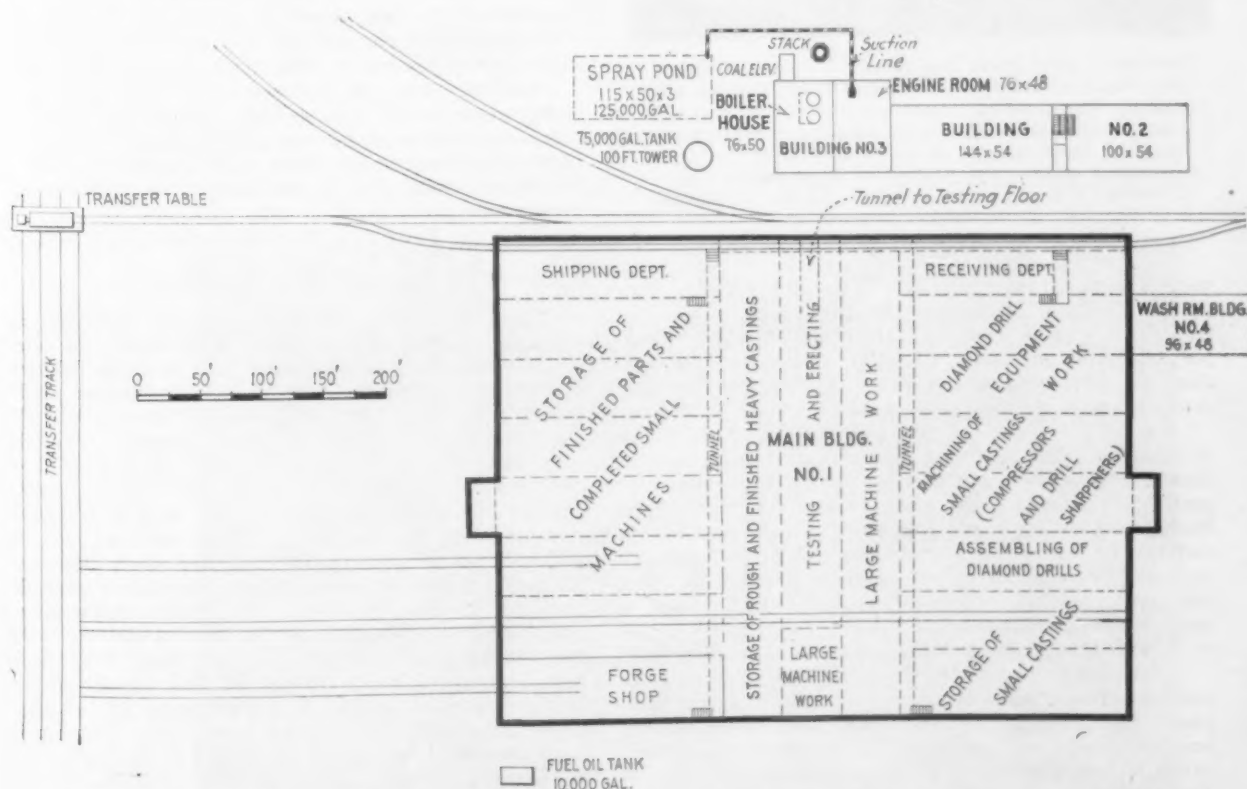 STACK
Suction
Line
SPRAY POND
115 x 50 x 3
125,000, GAL.
COAL ELEV.
ENGINE ROOM 76 x 48
BOILER
HOUSE
76x50
BUILDING NO.3
BUILDING
144 x 54
NO. 2
100 x 54
75,000 GAL. TANK
100 FT. TOWER
TRANSFER TABLE
Tunnel to Testing Floor
SHIPPING DEPT.
RECEIVING DEPT.
WASH RM. BLDG.
NO.4
96 x 48
STORAGE OF
FINISHED PARTS AND
COMPLETED SMALL
MACHINES
TUNNEL
STORAGE OF ROUGH AND FINISHED HEAVY CASTINGS
TESTING AND ERECTING
MAIN BLDG.
NO. 1
LARGE MACHINE WORK
TUNNEL
DIAMOND DRILL
EQUIPMENT
WORK
MACHINING OF
SMALL CASTINGS
(COMPRESSORS
AND DRILL
SHARPENERS)
ASSEMBLING OF
DIAMOND DRILLS
0 50' 100' 150' 200'
TRANSFER TRACK
FORGE
SHOP
LARGE
MACHINE
WORK
STORAGE OF
SMALL CASTINGS
FUEL OIL TANK
10,000 GAL.